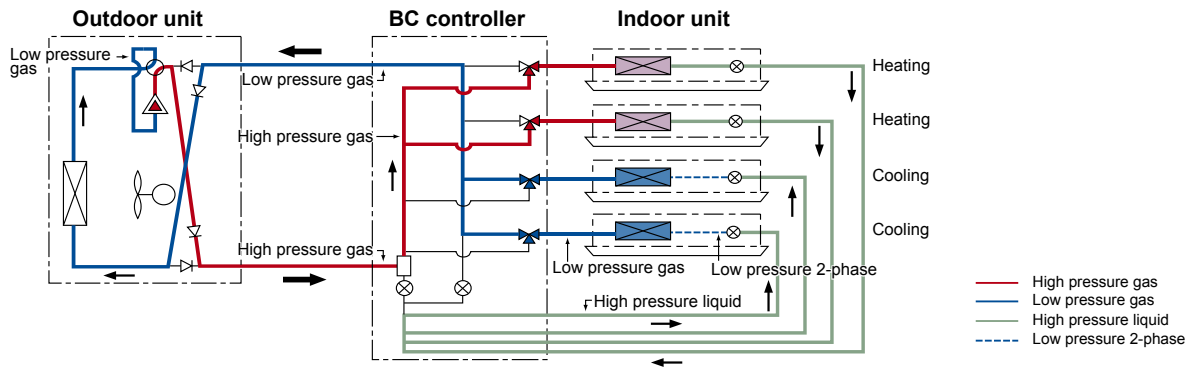 Outdoor unit
BC controller
Indoor unit
Low pressure
gas
Low pressure gas
High pressure gas
High pressure gas
Heating
Heating
Cooling
Cooling
Low pressure gas
Low pressure 2-phase
High pressure liquid
High pressure gas
Low pressure gas
High pressure liquid
Low pressure 2-phase